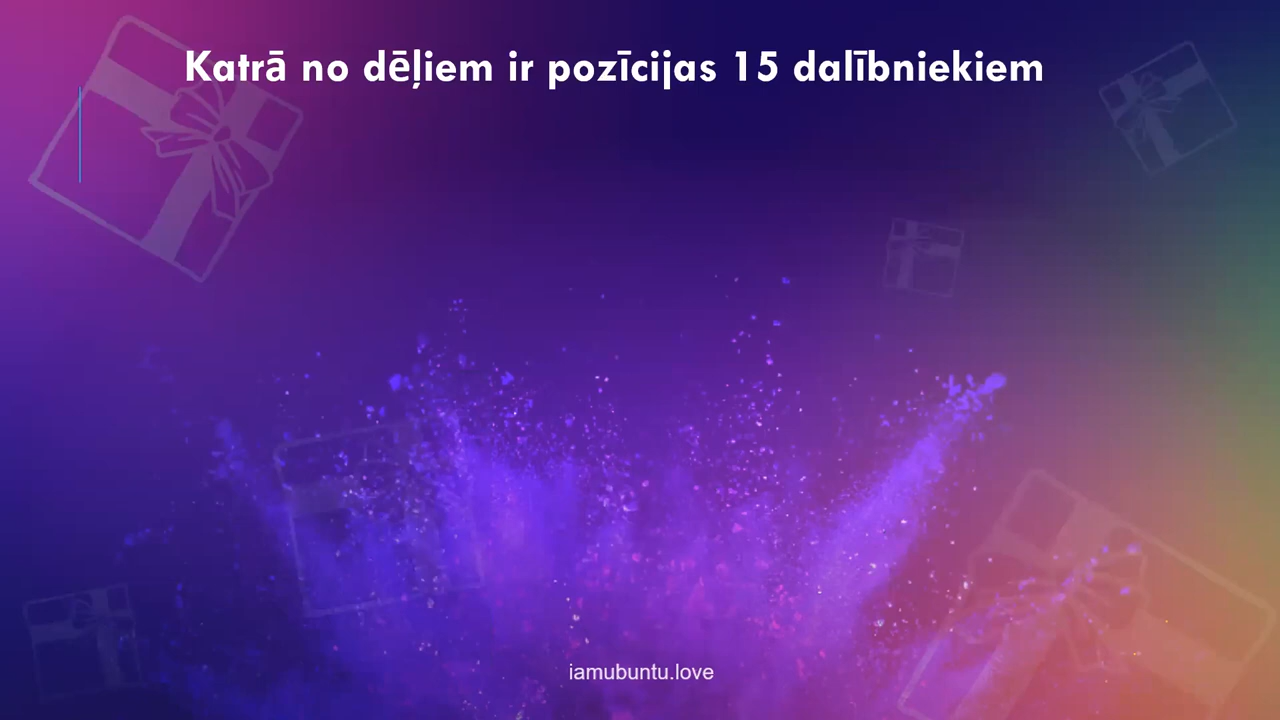 Katrā no dēļiem ir pozīcijas 15 dalībniekiem
iamubuntu.love